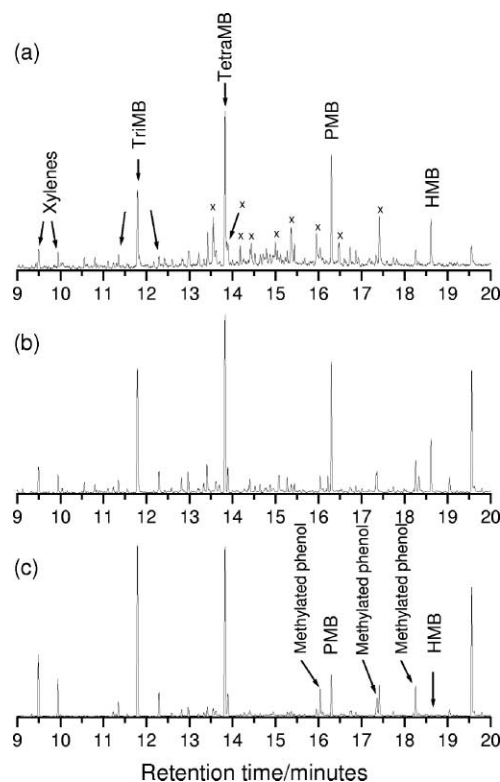 (a)
Xylenes
TriMB
TetraMB
PMB
HMB
x
x
x
x
x
x
x
x
x
9 10 11 12 13 14 15 16 17 18 19 20
(b)
9 10 11 12 13 14 15 16 17 18 19 20
(c)
Methylated phenol
PMB
Methylated phenol
Methylated phenol
HMB
9 10 11 12 13 14 15 16 17 18 19 20
Retention time/minutes